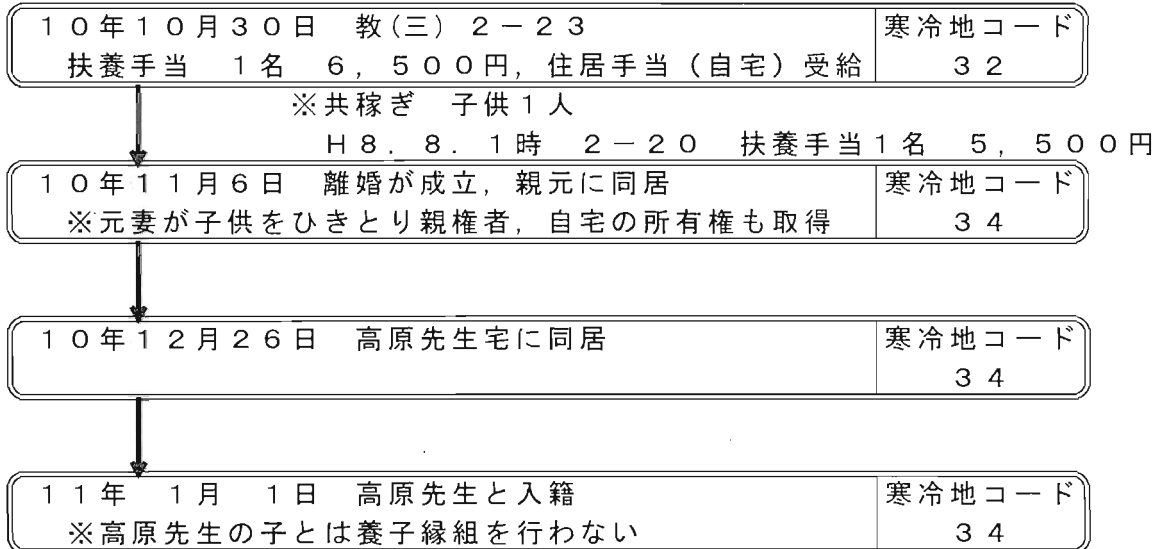 １０年１０月３０日　教(三)　２－２３　寒冷地コード
扶養手当　１名　６，５００円，住居手当（自宅）受給　３２
※共稼ぎ　子供１人
Ｈ８．８．１時　２－２０　扶養手当１名　５，５００円
１０年１１月６日　離婚が成立，親元に同居　寒冷地コード
※元妻が子供をひきとり親権者，自宅の所有権も取得　３４
１０年１２月２６日　高原先生宅に同居　寒冷地コード
３４
１１年　１月　１日　高原先生と入籍　寒冷地コード
※高原先生の子とは養子縁組を行わない　３４